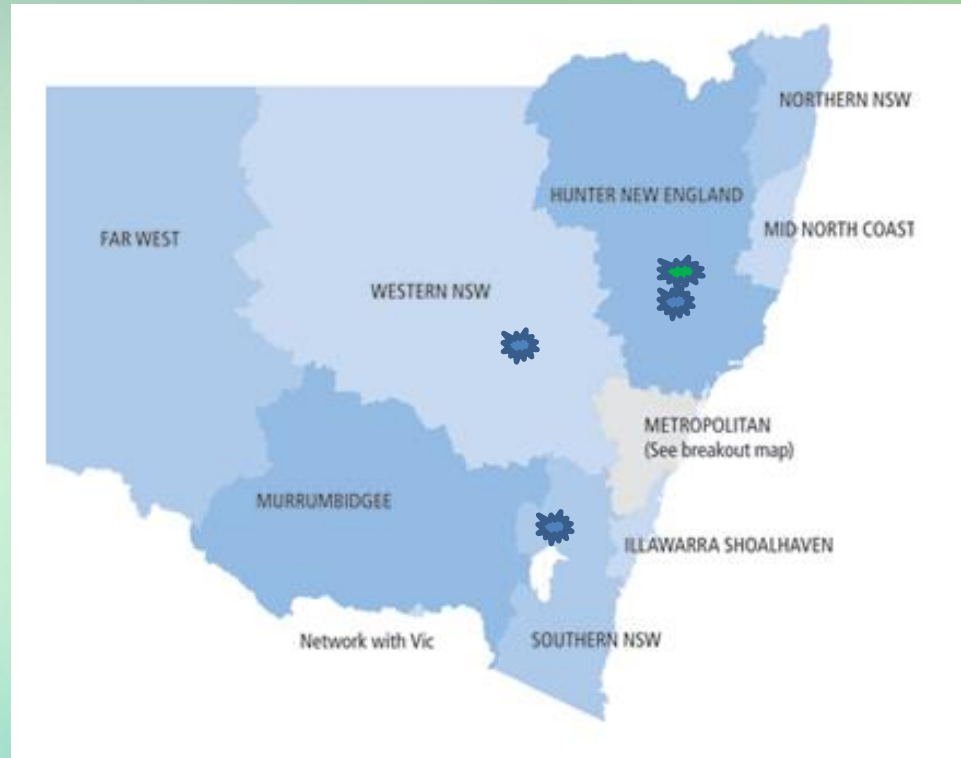 NORTHERN NSW
HUNTER NEW ENGLAND
MID NORTH COAST
FAR WEST
WESTERN NSW
METROPOLITAN
(See breakout map)
MURRUMBIDGEE
ILLAWARRA SHOALHAVEN
Network with Vic
SOUTHERN NSW